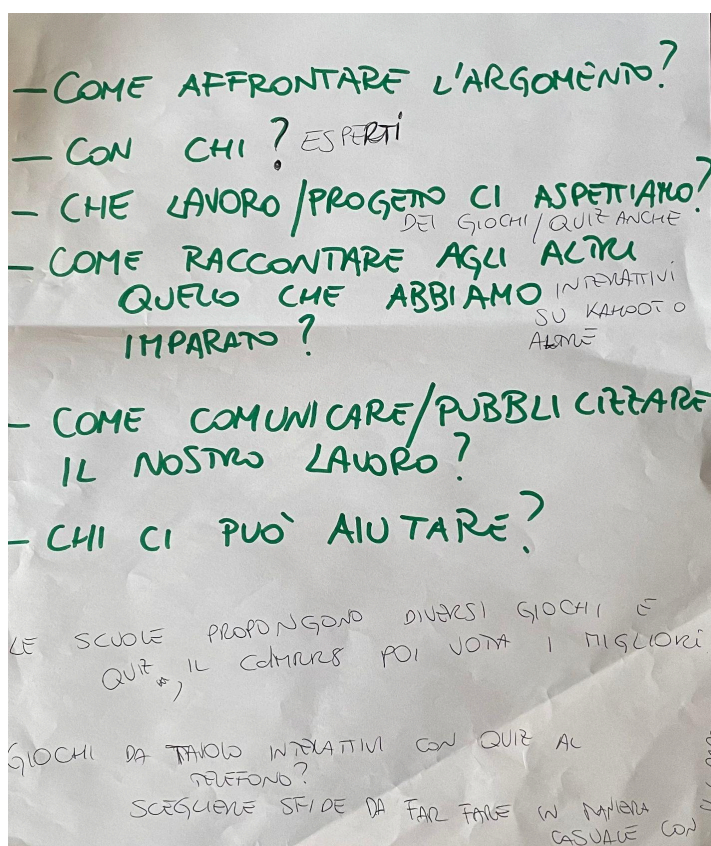 – COME AFFRONTARE L'ARGOMENTO?
– CON CHI? ESPERTI
– CHE LAVORO/PROGETTO CI ASPETTIAMO?
DEI GIOCHI/QUIZ ANCHE
– COME RACCONTARE AGLI ALTRI
QUELLO CHE ABBIAMO INTERATTIVI
SU KAHOOT O
IMPARATO? ALTRE
– COME COMUNICARE/PUBBLICIZZARE
IL NOSTRO LAVORO?
– CHI CI PUÒ AIUTARE?
LE SCUOLE PROPONGONO DIVERSI GIOCHI E
QUIZ, IL POI VOTA I MIGLIORI
GIOCHI DA TAVOLO INTERATTIVI CON QUIZ AL
TELEFONO?
SCEGLIERE SFIDE DA FAR FARE IN MANIERA
CASUALE CON